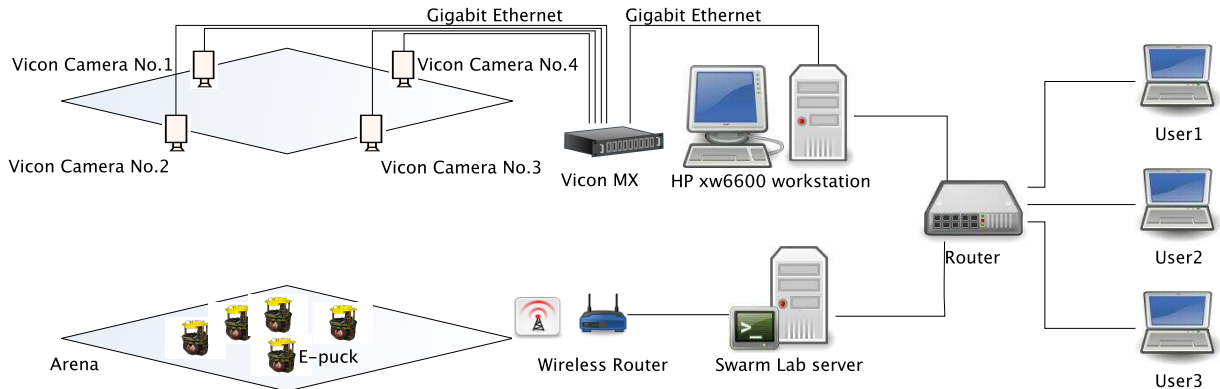 Gigabit Ethernet
Gigabit Ethernet
Vicon Camera No.1
Vicon Camera No.4
User1
Vicon Camera No.2
Vicon Camera No.3
Vicon MX
HP xw6600 workstation
User2
Router
E-puck
Arena
Wireless Router
>_
Swarm Lab server
User3